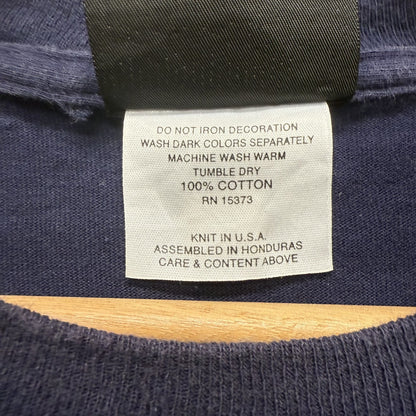 DO NOT IRON DECORATION
WASH DARK COLORS SEPARATELY
MACHINE WASH WARM
TUMBLE DRY
100% COTTON
RN 15373
KNIT IN U.S.A.
ASSEMBLED IN HONDURAS
CARE & CONTENT ABOVE